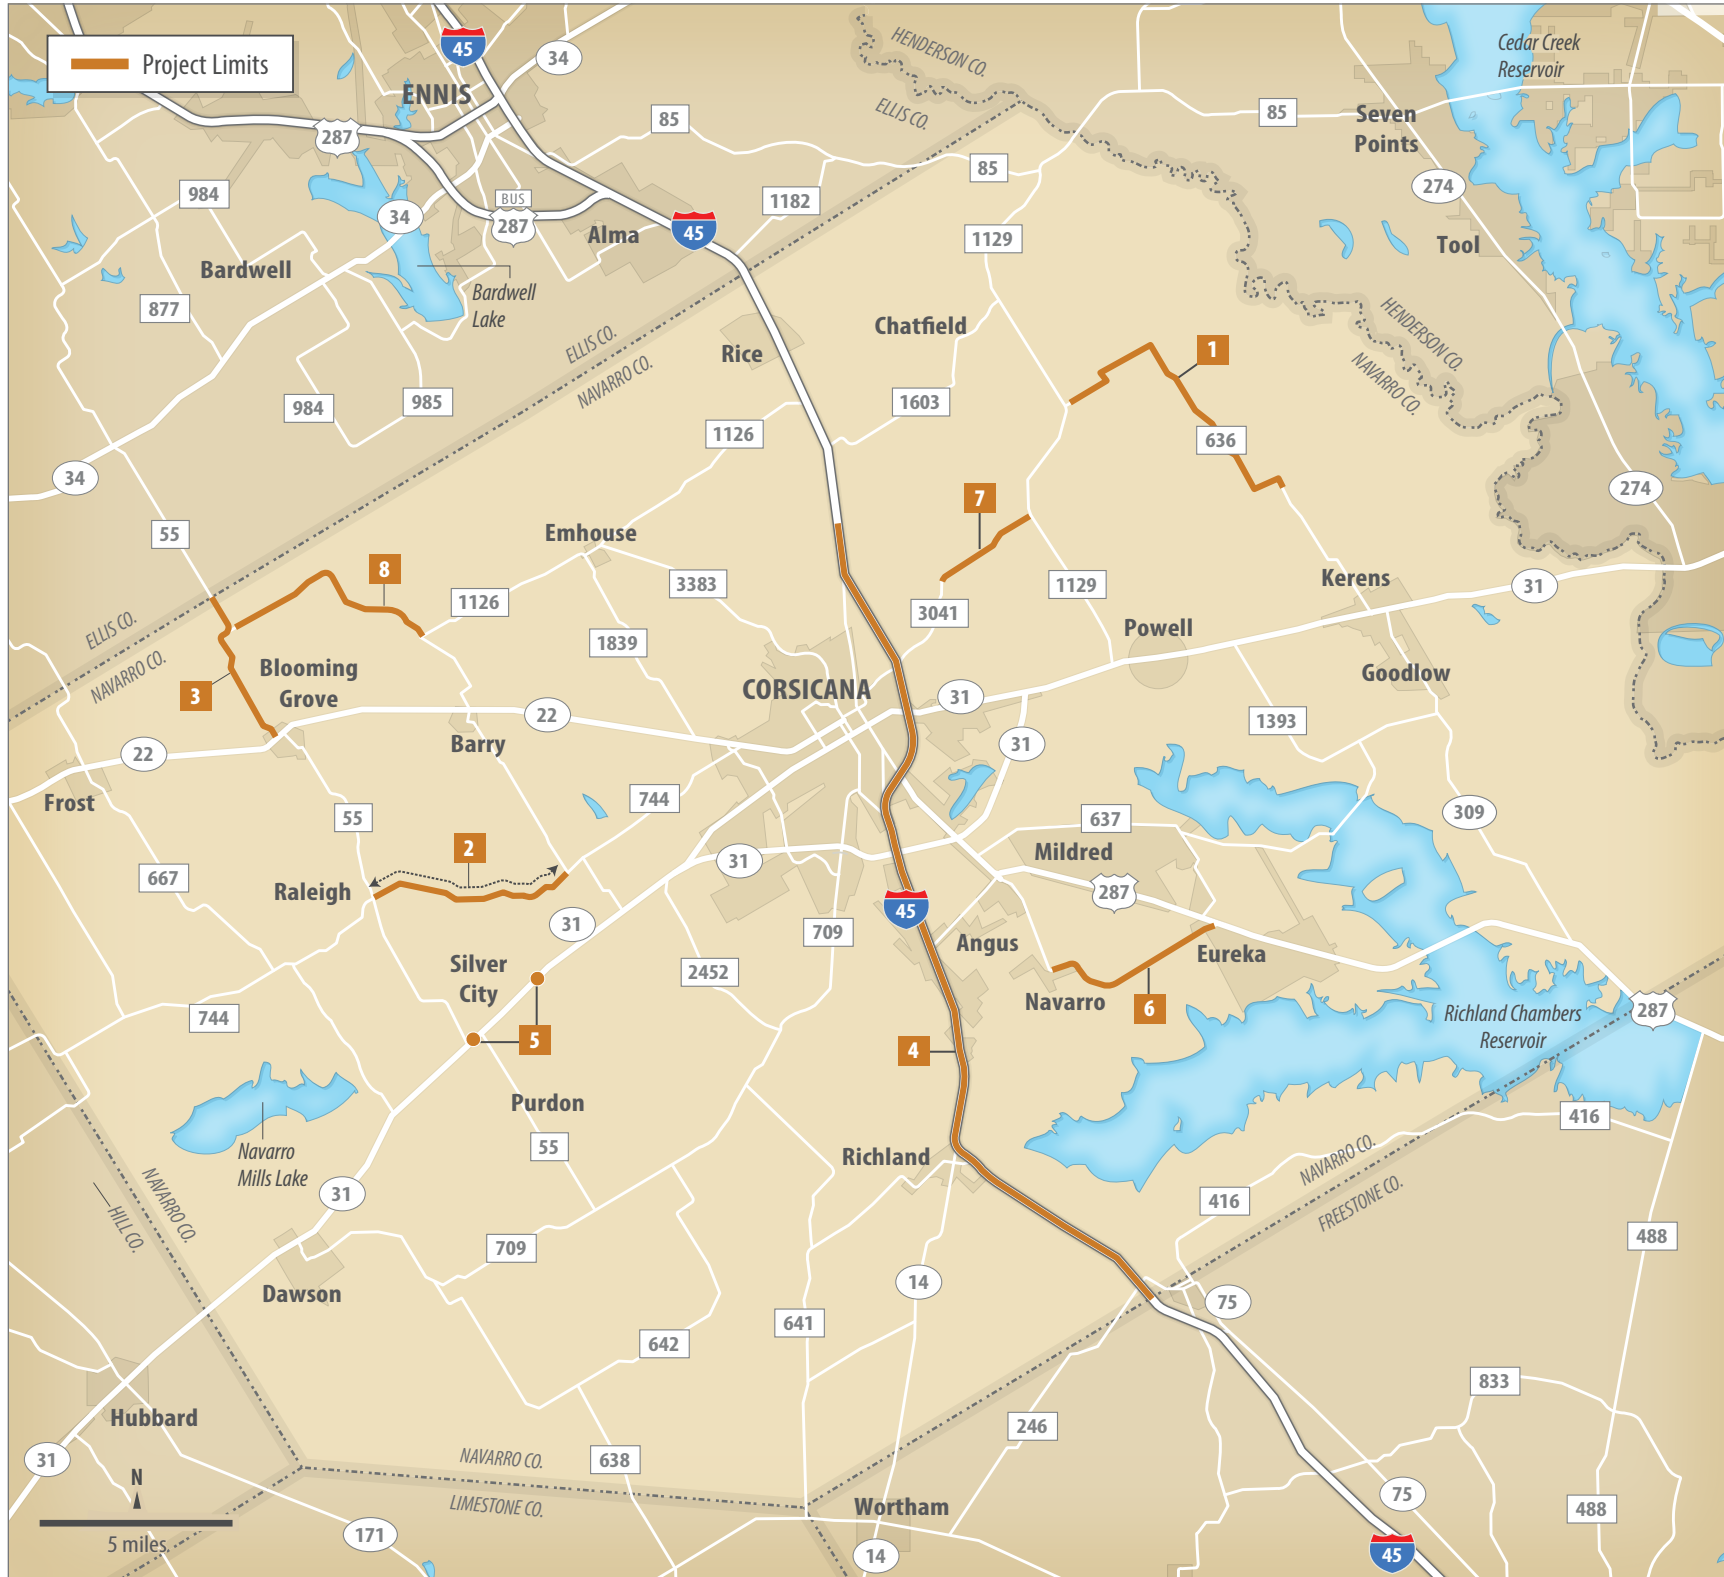 Project Limits
45
34
ENNIS
287
85
HENDERSON CO.
ELLIS CO.
Cedar Creek
Reservoir
85
Seven
Points
85
274
984
34
BUS
287
1182
45
Alma
1129
Tool
Bardwell
877
Bardwell
Lake
Chatfield
ELLIS CO.
NAVARRO CO.
HENDERSON CO.
NAVARRO CO.
Rice
1
984
985
1603
1126
636
34
274
7
55
Emhouse
8
3383
1126
3041
1129
Kerens
31
ELLIS CO.
NAVARRO CO.
1839
Powell
Blooming
Grove
3
CORSICANA
31
Goodlow
22
22
Barry
31
1393
Frost
744
55
637
309
2
31
Mildred
667
Raleigh
287
45
31
709
Angus
Silver
City
2452
Eureka
Navarro
6
744
5
Richland Chambers
Reservoir
287
4
Purdon
416
55
Navarro
Mills Lake
Richland
NAVARRO CO.
FREESTONE CO.
31
416
NAVARRO CO.
HILL CO.
488
709
14
Dawson
75
641
642
833
Hubbard
246
31
NAVARRO CO.
LIMESTONE CO.
638
N
75
Wortham
488
5 miles
171
14
45